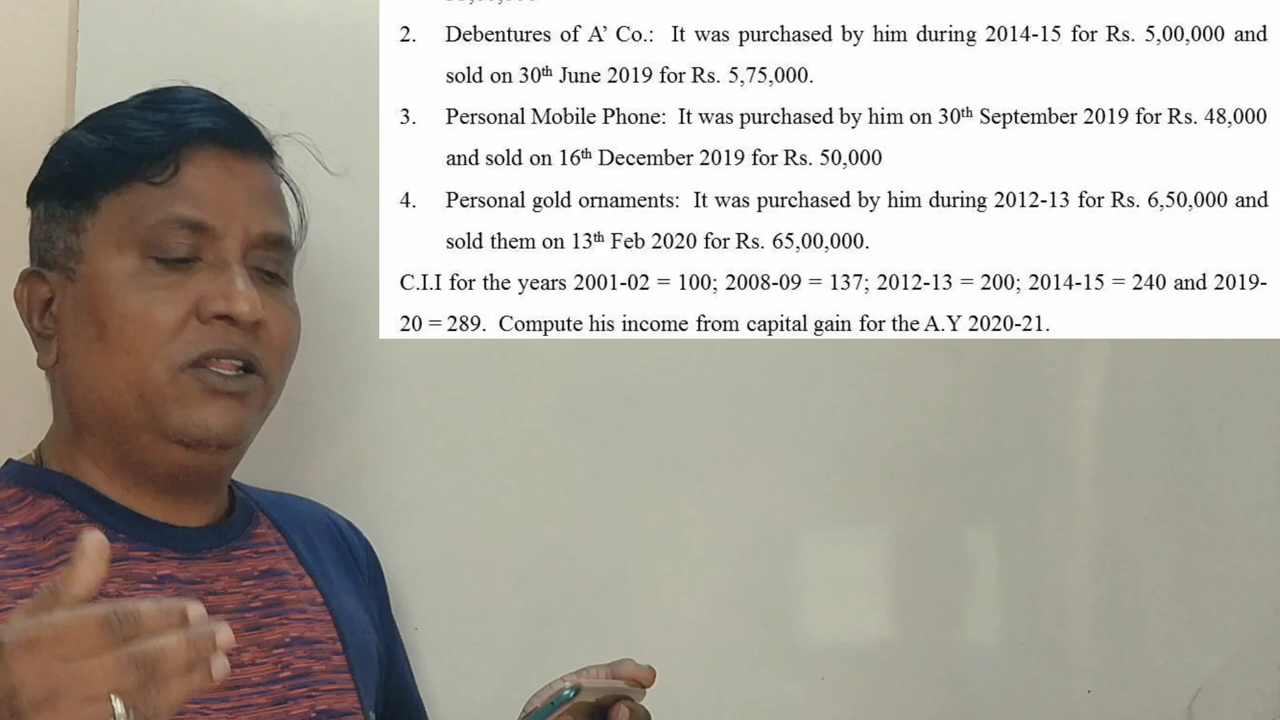 2. Debentures of A’ Co.: It was purchased by him during 2014-15 for Rs. 5,00,000 and
sold on 30th June 2019 for Rs. 5,75,000.
3. Personal Mobile Phone: It was purchased by him on 30th September 2019 for Rs. 48,000
and sold on 16th December 2019 for Rs. 50,000
4. Personal gold ornaments: It was purchased by him during 2012-13 for Rs. 6,50,000 and
sold them on 13th Feb 2020 for Rs. 65,00,000.
C.I.I for the years 2001-02 = 100; 2008-09 = 137; 2012-13 = 200; 2014-15 = 240 and 2019-
20 = 289. Compute his income from capital gain for the A.Y 2020-21.